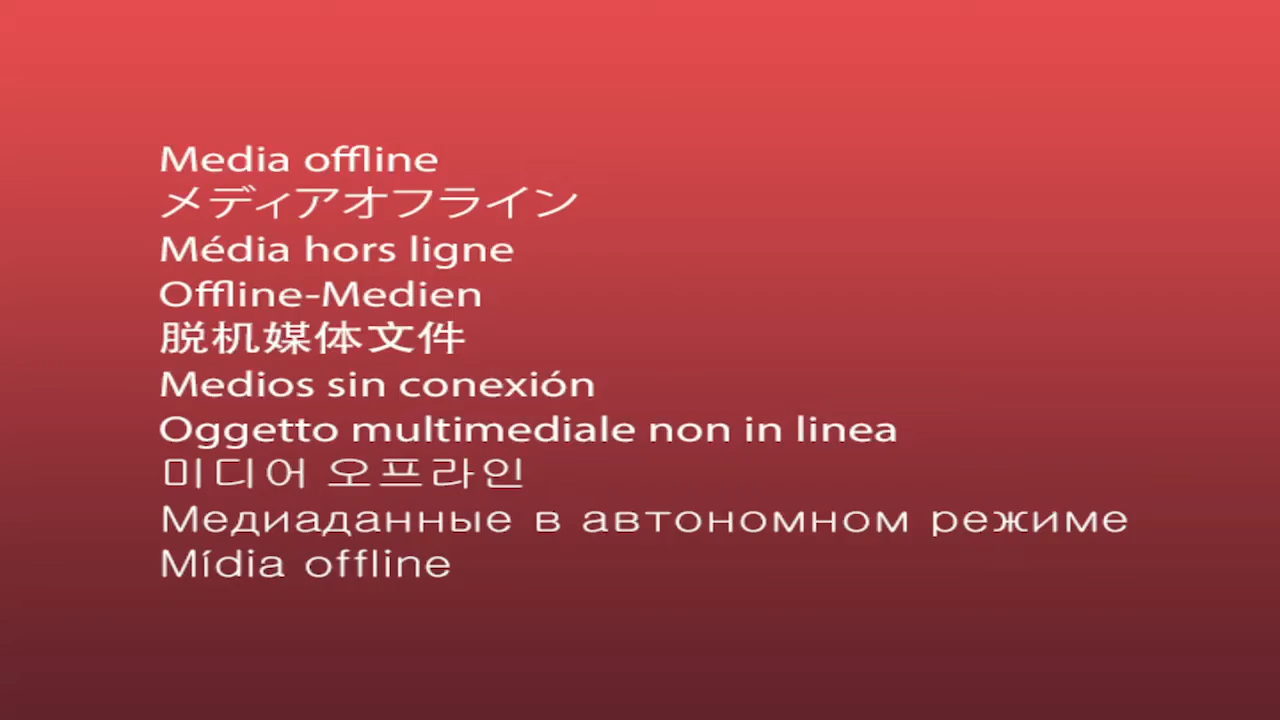 Media offline
メディアオフライン
Média hors ligne
Offline-Medien
脱机媒体文件
Medios sin conexión
Oggetto multimediale non in linea
미디어 오프라인
Медиаданные в автономном режиме
Mídia offline